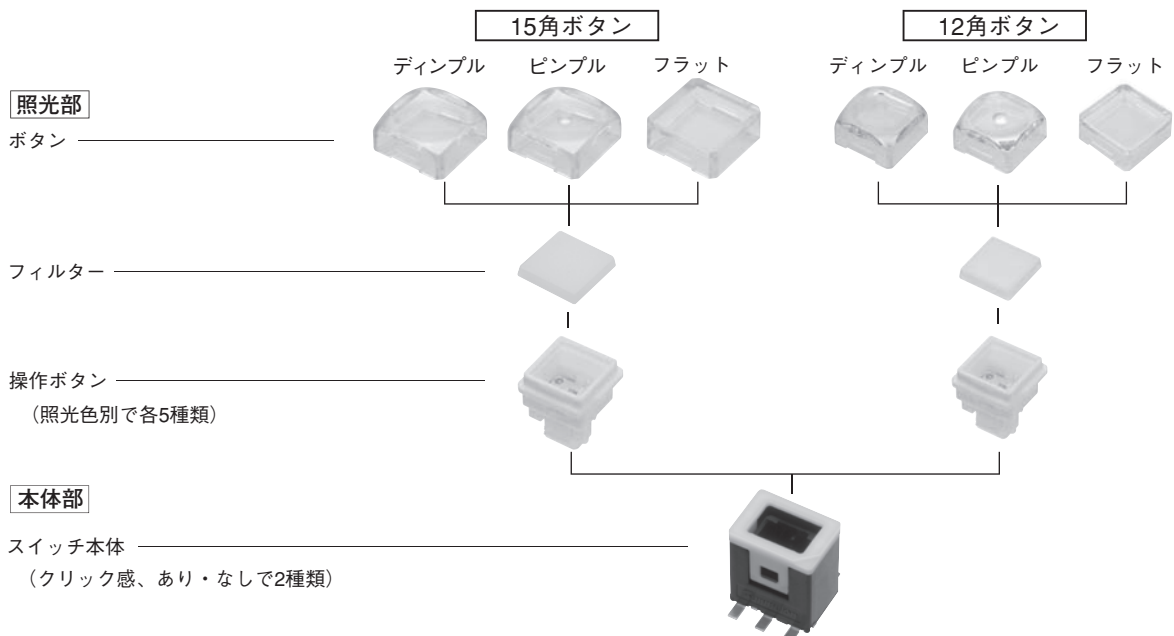 15角ボタン
12角ボタン
ディンプル
ピンプル
フラット
ディンプル
ピンプル
フラット
照光部
ボタン
フィルター
操作ボタン
（照光色別で各5種類）
本体部
スイッチ本体
（クリック感、あり・なしで2種類）